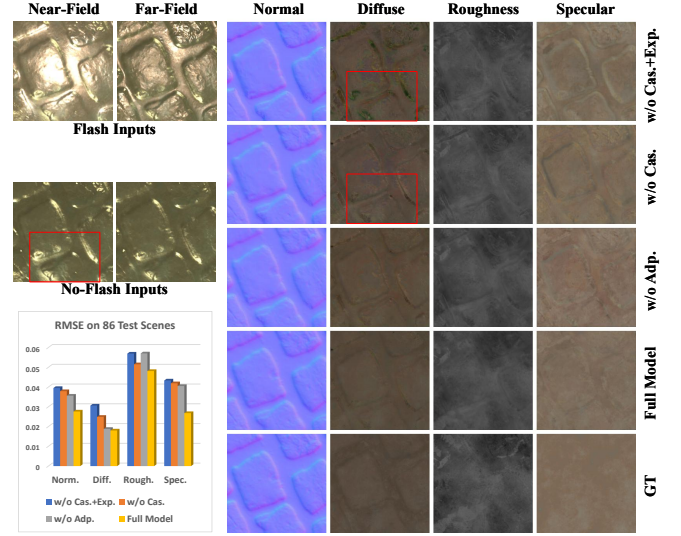 Near-Field Far-Field Normal Diffuse Roughness Specular
w/o Cas.+Exp.
Flash Inputs
w/o Cas.
w/o Adp.
No-Flash Inputs
RMSE on 86 Test Scenes
0.06
0.05
0.04
0.03
0.02
0.01
0
Norm. Diff. Rough. Spec.
w/o Cas.+Exp. w/o Cas.
w/o Adp. Full Model
Full Model
GT